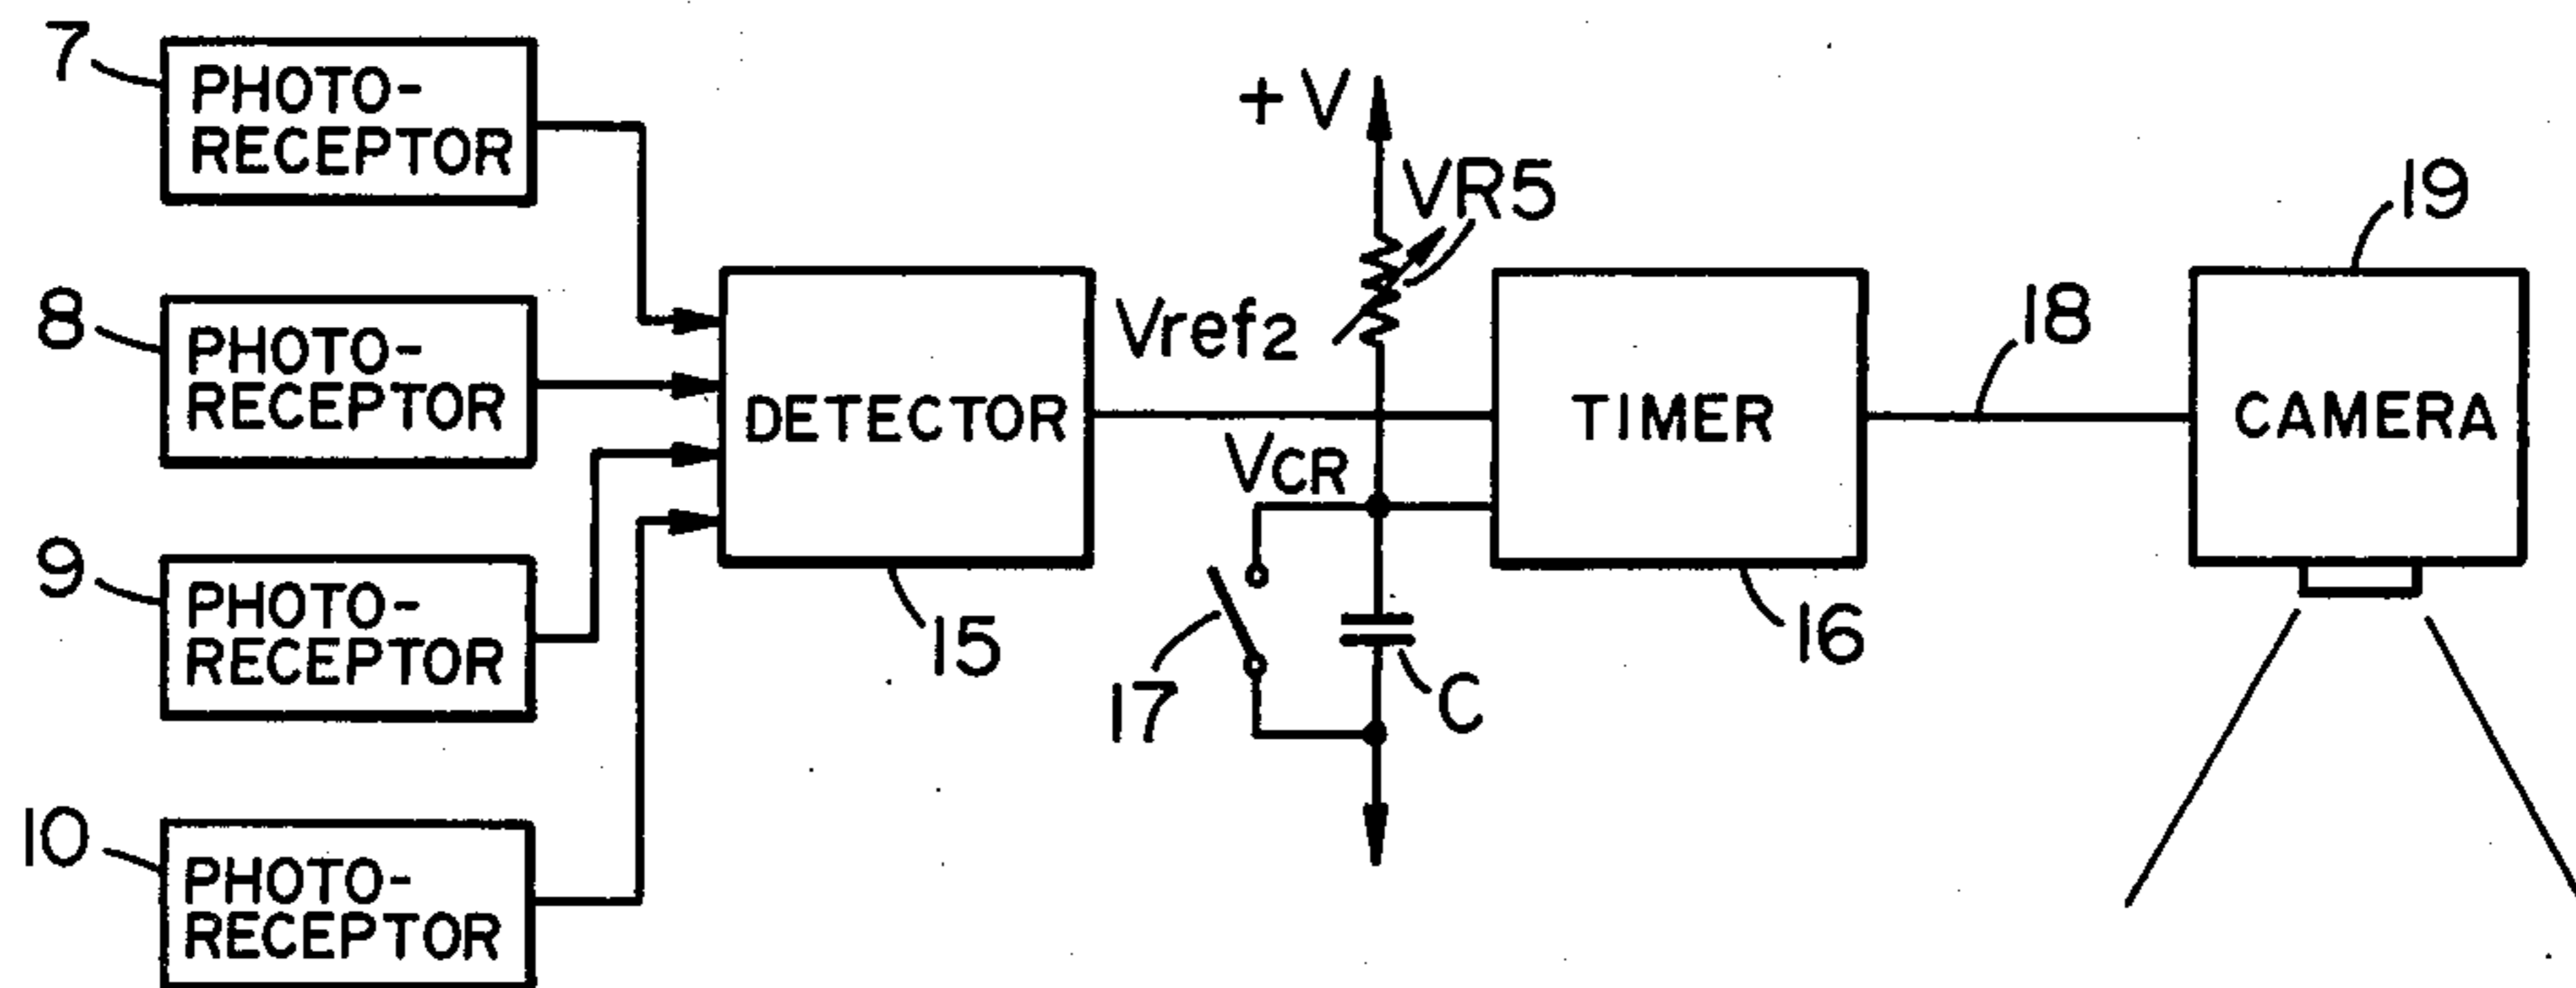 7
PHOTO-
RECEPTOR
8
PHOTO-
RECEPTOR
9
PHOTO-
RECEPTOR
10
PHOTO-
RECEPTOR
DETECTOR
15
+V
VR5
Vref2
VCR
17
C
TIMER
16
18
19
CAMERA